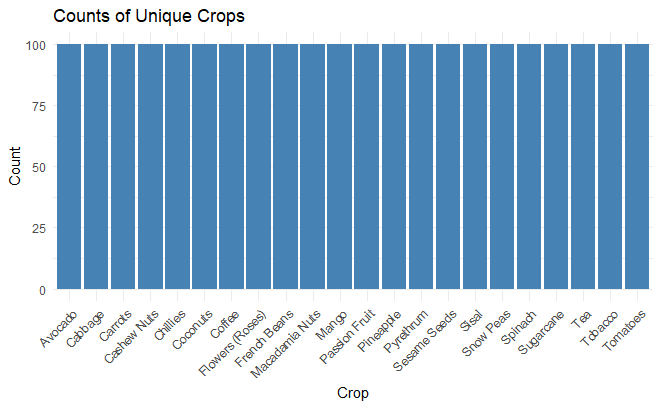 Counts of Unique Crops
Count
100
75
50
25
0
Avocado
Cabbage
Carrots
Cashew Nuts
Chillies
Coconuts
Coffee
Flowers (Roses)
French Beans
Macadamia Nuts
Mango
Passion Fruit
Pineapple
Pyrethrum
Sesame Seeds
Sisal
Snow Peas
Spinach
Sugarcane
Tea
Tobacco
Tomatoes
Crop